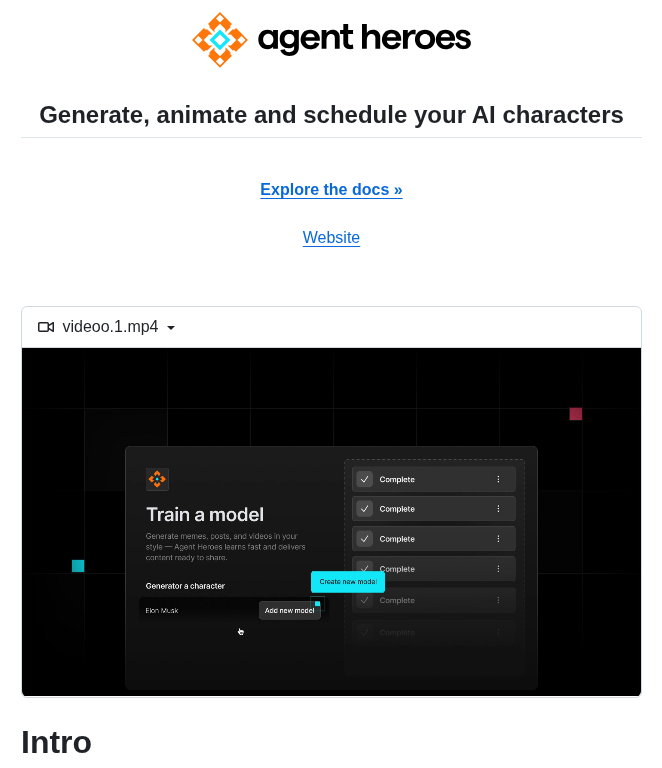 agent heroes
Generate, animate and schedule your AI characters
Explore the docs »
Website
videoo.1.mp4
Train a model
Generate memes, posts, and videos in your
style — Agent Heroes learns fast and delivers
content ready to share.
Generator a character
Elon Musk
Add new model
Create new model
Complete
Complete
Complete
Complete
Complete
Complete
Intro